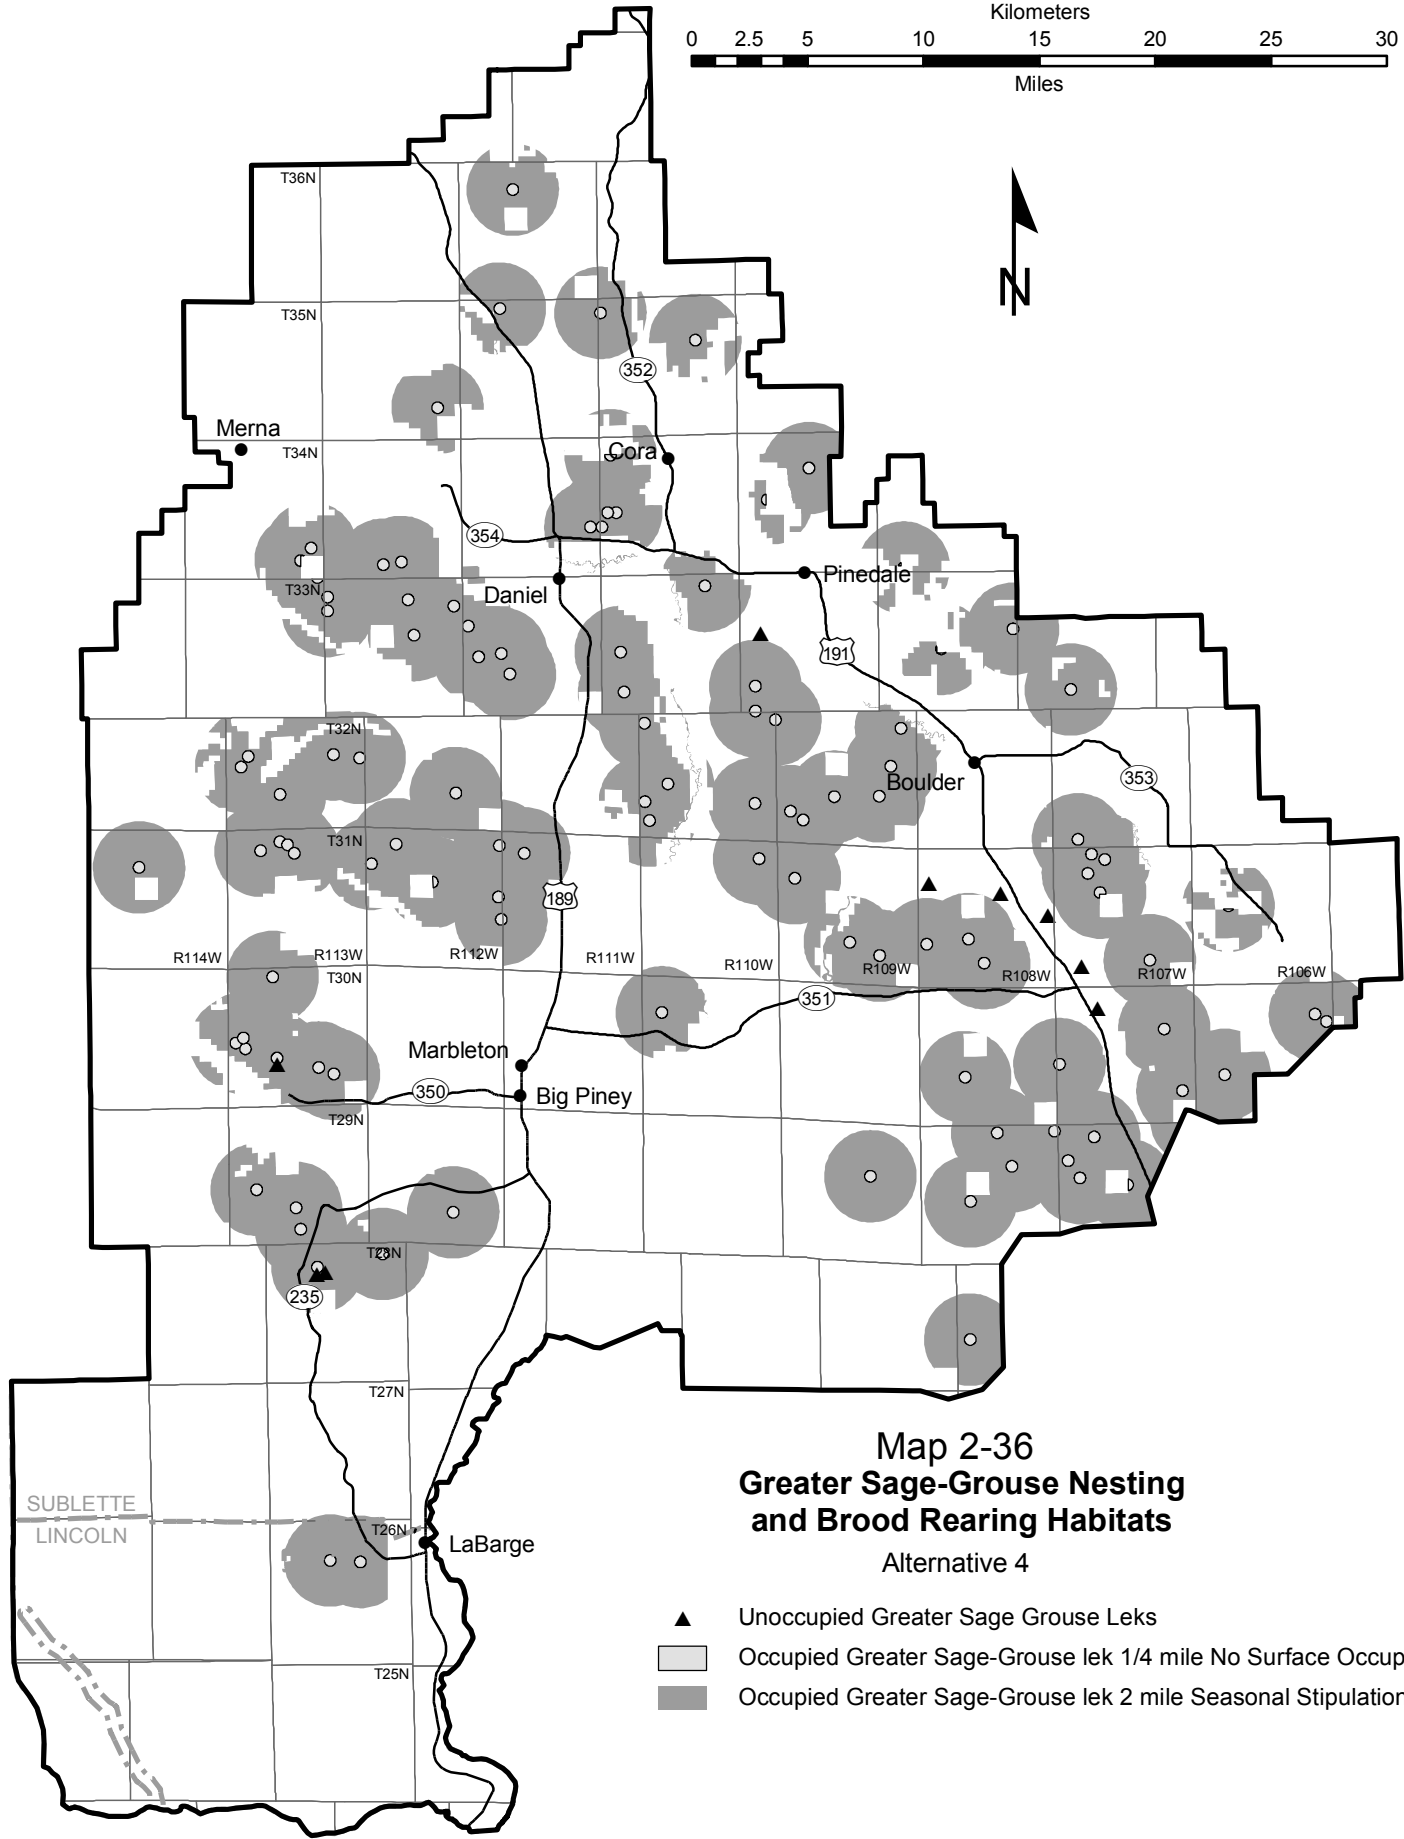 Kilometers
0 2.5 5 10 15 20 25 30
Miles
N
T36N
T35N
352
Merna
T34N
Cora
354
Pinedale
T33N
Daniel
191
T32N
Boulder
353
T31N
189
R114W R113W R112W R111W R110W R109W R108W R107W R106W
T30N
351
Marbleton
350
Big Piney
T29N
T28N
235
T27N
Map 2-36
Greater Sage-Grouse Nesting
and Brood Rearing Habitats
Alternative 4
SUBLETTE
LINCOLN
T26N
LaBarge
Unoccupied Greater Sage Grouse Leks
Occupied Greater Sage-Grouse lek 1/4 mile No Surface Occup
Occupied Greater Sage-Grouse lek 2 mile Seasonal Stipulation
T25N